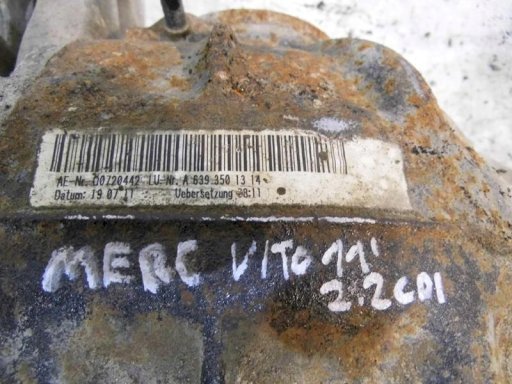 AE-Nr. 00720442 LU-Nr. A 639 350 13 14
Datum: 19 07 11 Uebersetzung 38:11
MERC VITO 11'
2.2CDI